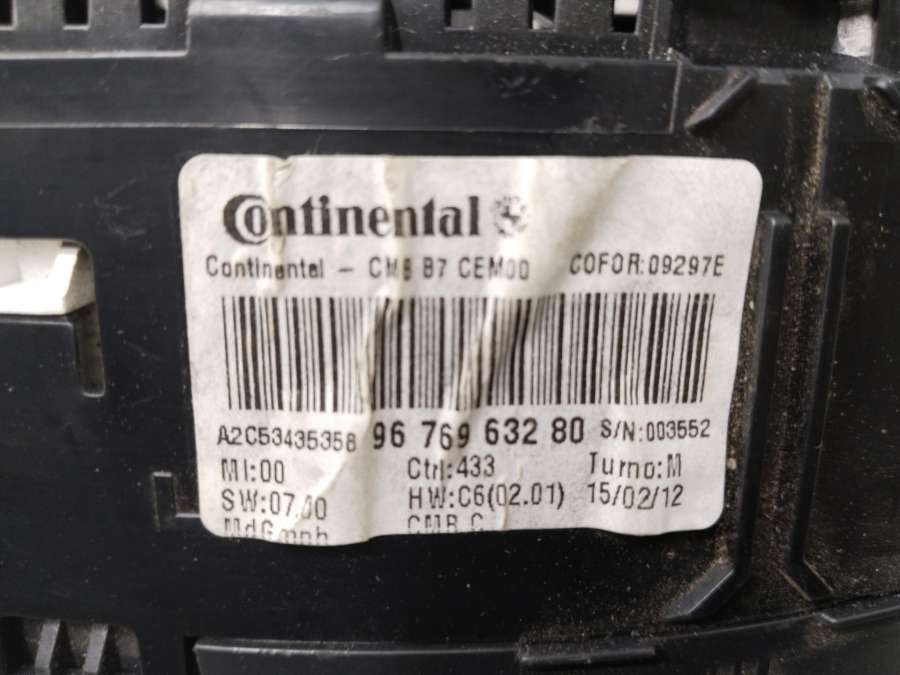 Continental
Continental - CMB B7 CEM00 COFOR:09297E
A2C53435358 96 769 632 80 S/N:003552
MI:00 Ctrl:433 Turno:M
SW:07.00 HW:C6(02.01) 15/02/12